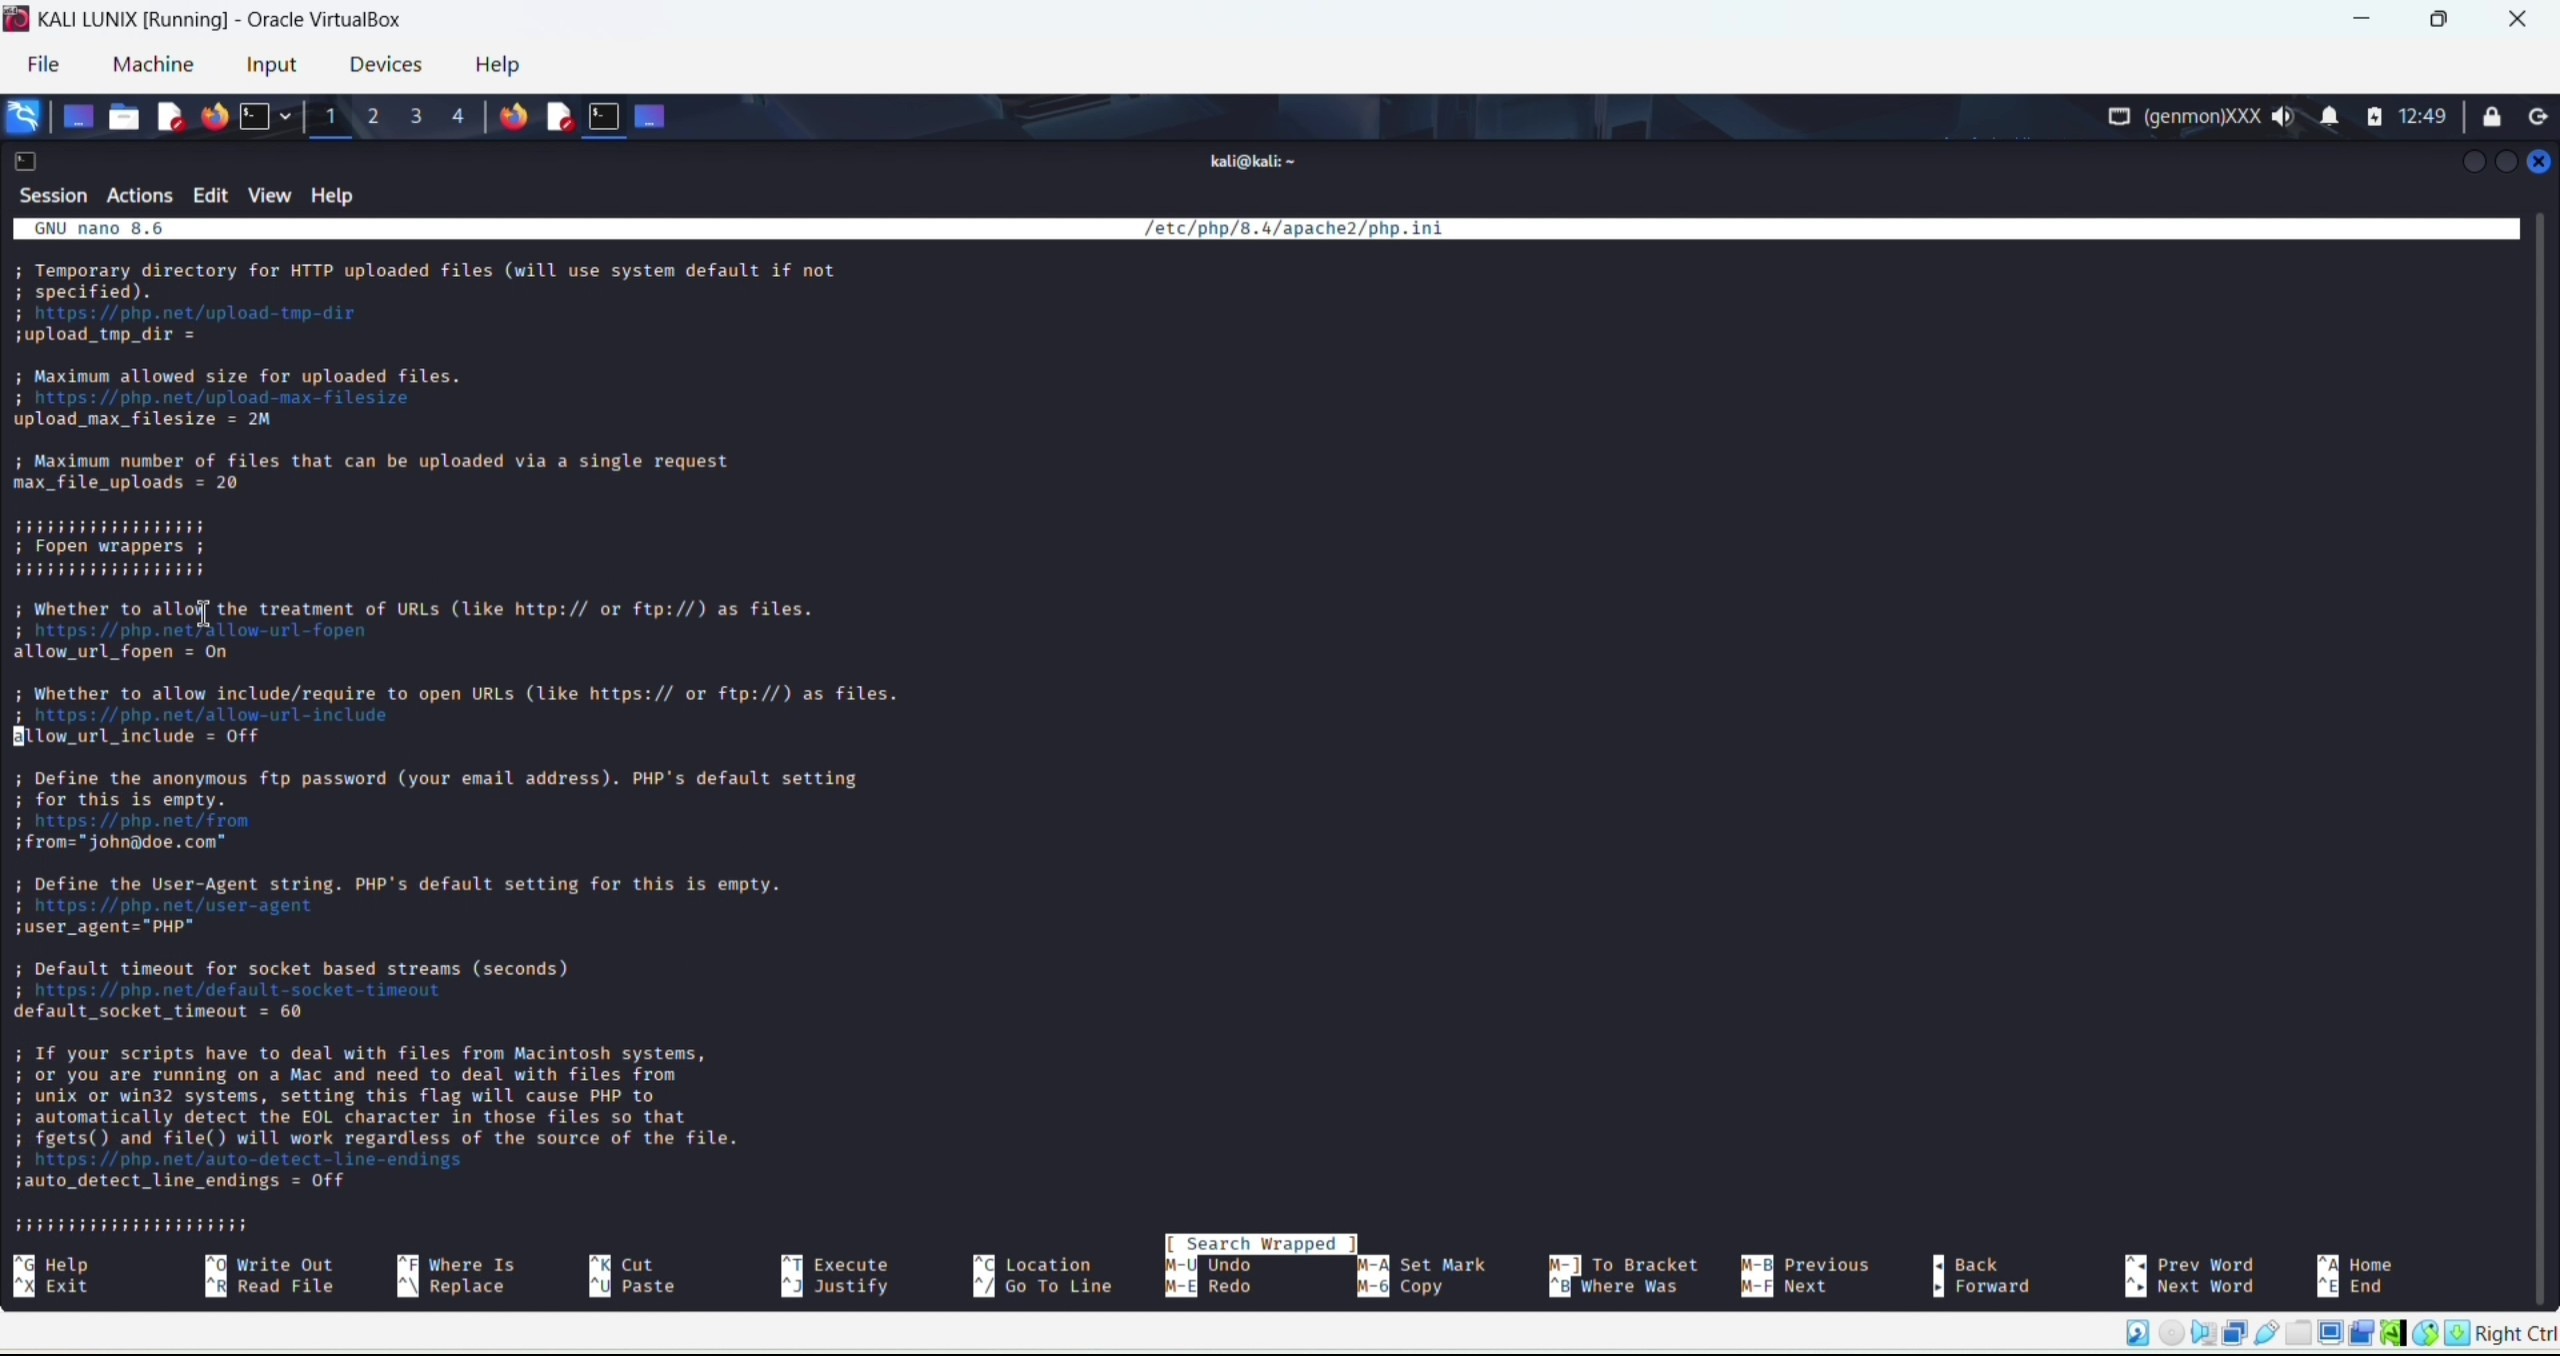 KALI LUNIX [Running] - Oracle VirtualBox
File Machine Input Devices Help
1 2 3 4 (genmon)XXX 12:49
kali@kali: ~
Session Actions Edit View Help
GNU nano 8.6 /etc/php/8.4/apache2/php.ini
; Temporary directory for HTTP uploaded files (will use system default if not
; specified).
; https://php.net/upload-tmp-dir
;upload_tmp_dir =
; Maximum allowed size for uploaded files.
; https://php.net/upload-max-filesize
upload_max_filesize = 2M
; Maximum number of files that can be uploaded via a single request
max_file_uploads = 20
;;;;;;;;;;;;;;;;;;
; Fopen wrappers ;
;;;;;;;;;;;;;;;;;;
; Whether to allow the treatment of URLs (like http:// or ftp://) as files.
; https://php.net/allow-url-fopen
allow_url_fopen = On
; Whether to allow include/require to open URLs (like https:// or ftp://) as files.
; https://php.net/allow-url-include
allow_url_include = Off
; Define the anonymous ftp password (your email address). PHP's default setting
; for this is empty.
; https://php.net/from
;from="john@doe.com"
; Define the User-Agent string. PHP's default setting for this is empty.
; https://php.net/user-agent
;user_agent="PHP"
; Default timeout for socket based streams (seconds)
; https://php.net/default-socket-timeout
default_socket_timeout = 60
; If your scripts have to deal with files from Macintosh systems,
; or you are running on a Mac and need to deal with files from
; unix or win32 systems, setting this flag will cause PHP to
; automatically detect the EOL character in those files so that
; fgets() and file() will work regardless of the source of the file.
; https://php.net/auto-detect-line-endings
;auto_detect_line_endings = Off
;;;;;;;;;;;;;;;;;;;;;;
[ Search Wrapped ]
^G Help ^O Write Out ^F Where Is ^K Cut ^T Execute ^C Location M-U Undo M-A Set Mark M-] To Bracket M-B Previous ◂ Back ^◂ Prev Word ^A Home
^X Exit ^R Read File ^\ Replace ^U Paste ^J Justify ^/ Go To Line M-E Redo M-6 Copy ^B Where Was M-F Next ▸ Forward ^▸ Next Word ^E End
Right Ctrl